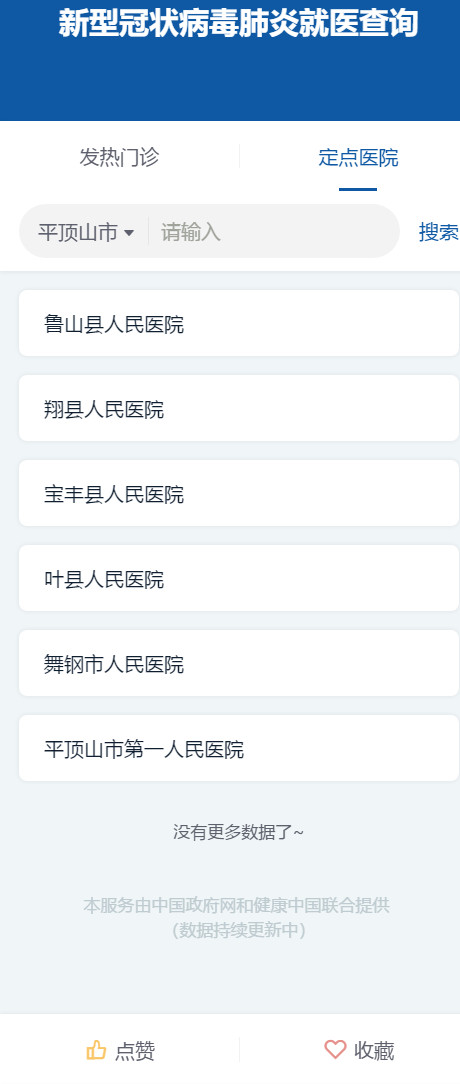 新型冠状病毒肺炎就医查询
发热门诊
定点医院
平顶山市 请输入 搜索
鲁山县人民医院
翔县人民医院
宝丰县人民医院
叶县人民医院
舞钢市人民医院
平顶山市第一人民医院
没有更多数据了~
本服务由中国政府网和健康中国联合提供
（数据持续更新中）
点赞
收藏